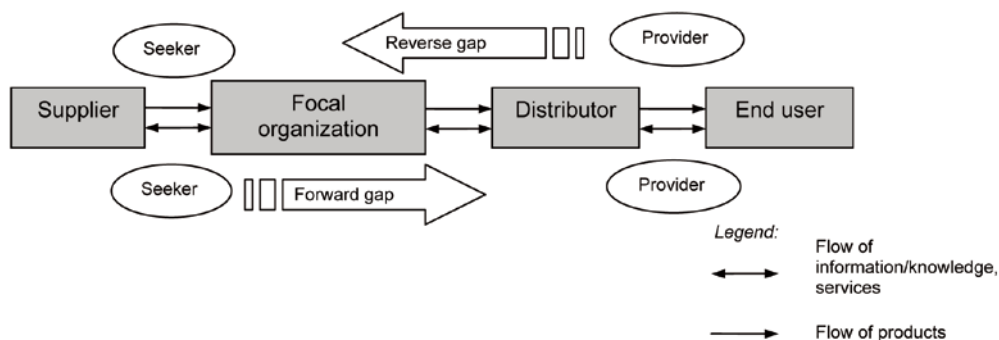 Seeker
Reverse gap
Provider
Supplier
Focal
organization
Distributor
End user
Seeker
Forward gap
Provider
Legend:
Flow of
information/knowledge,
services
Flow of products